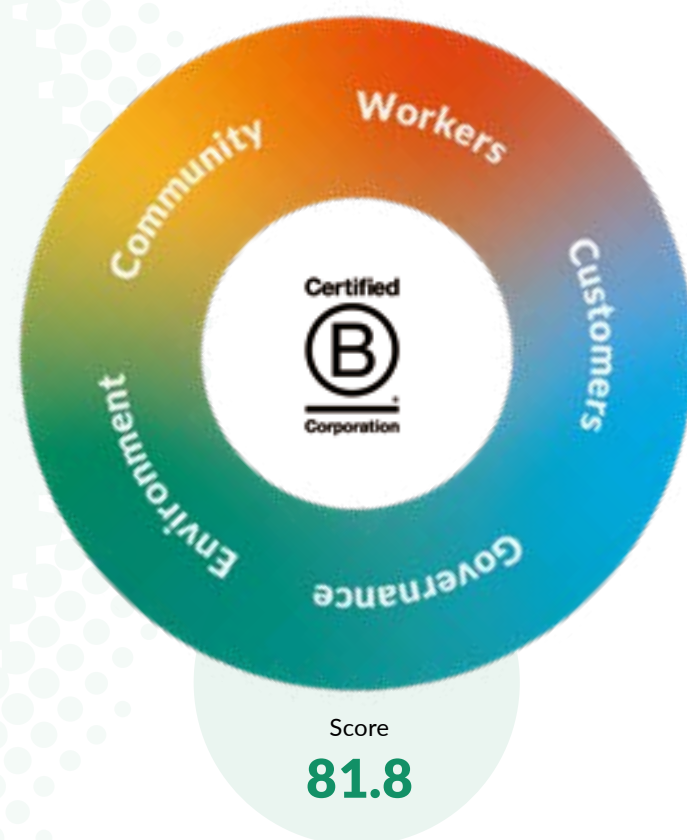 Workers
Community
Customers
Certified
B
Corporation
Environment
Governance
Score
81.8